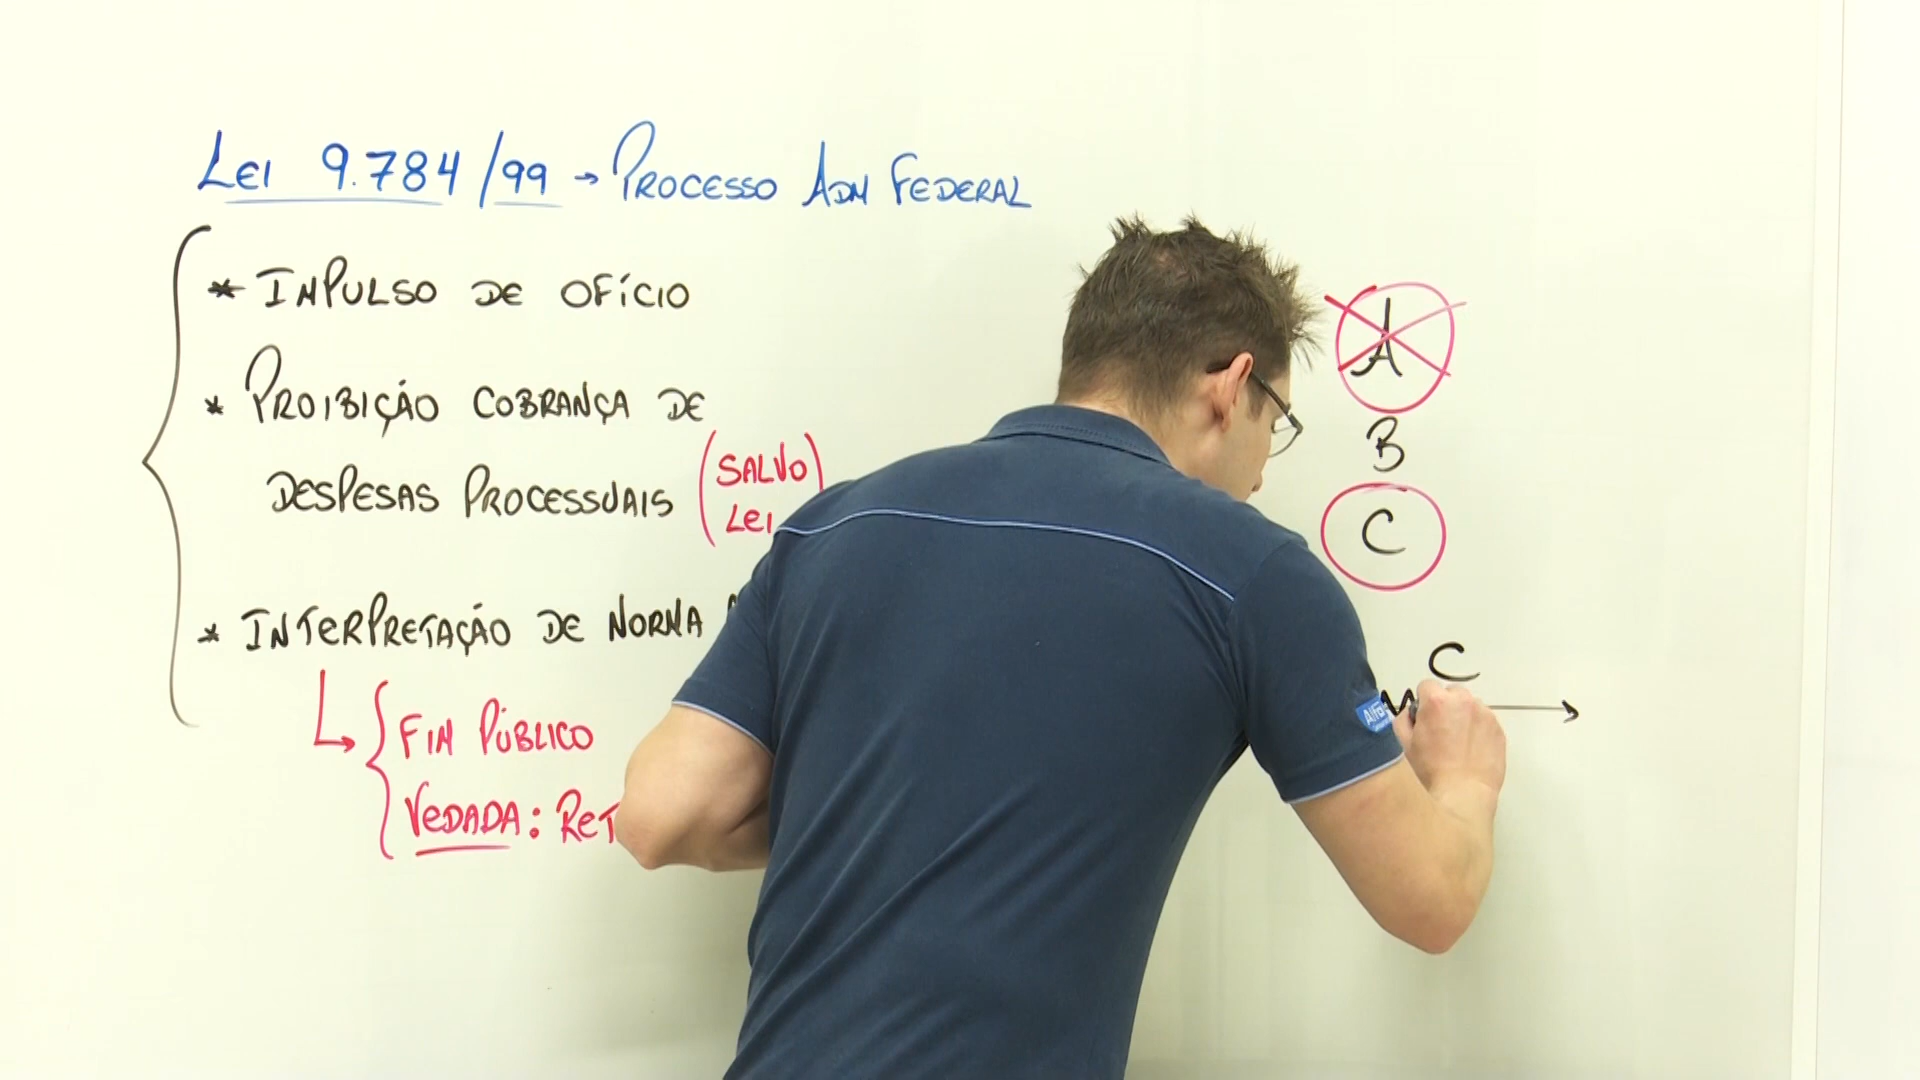 Lei 9.784/99 → PROCESSO ADM FEDERAL
* IMPULSO DE OFÍCIO
* PROIBIÇÃO COBRANÇA DE
DESPESAS PROCESSUAIS (SALVO
LEI
* INTERPRETAÇÃO DE NORMA
FIM PÚBLICO
VEDADA: RET
A
B
C
C
Alfa